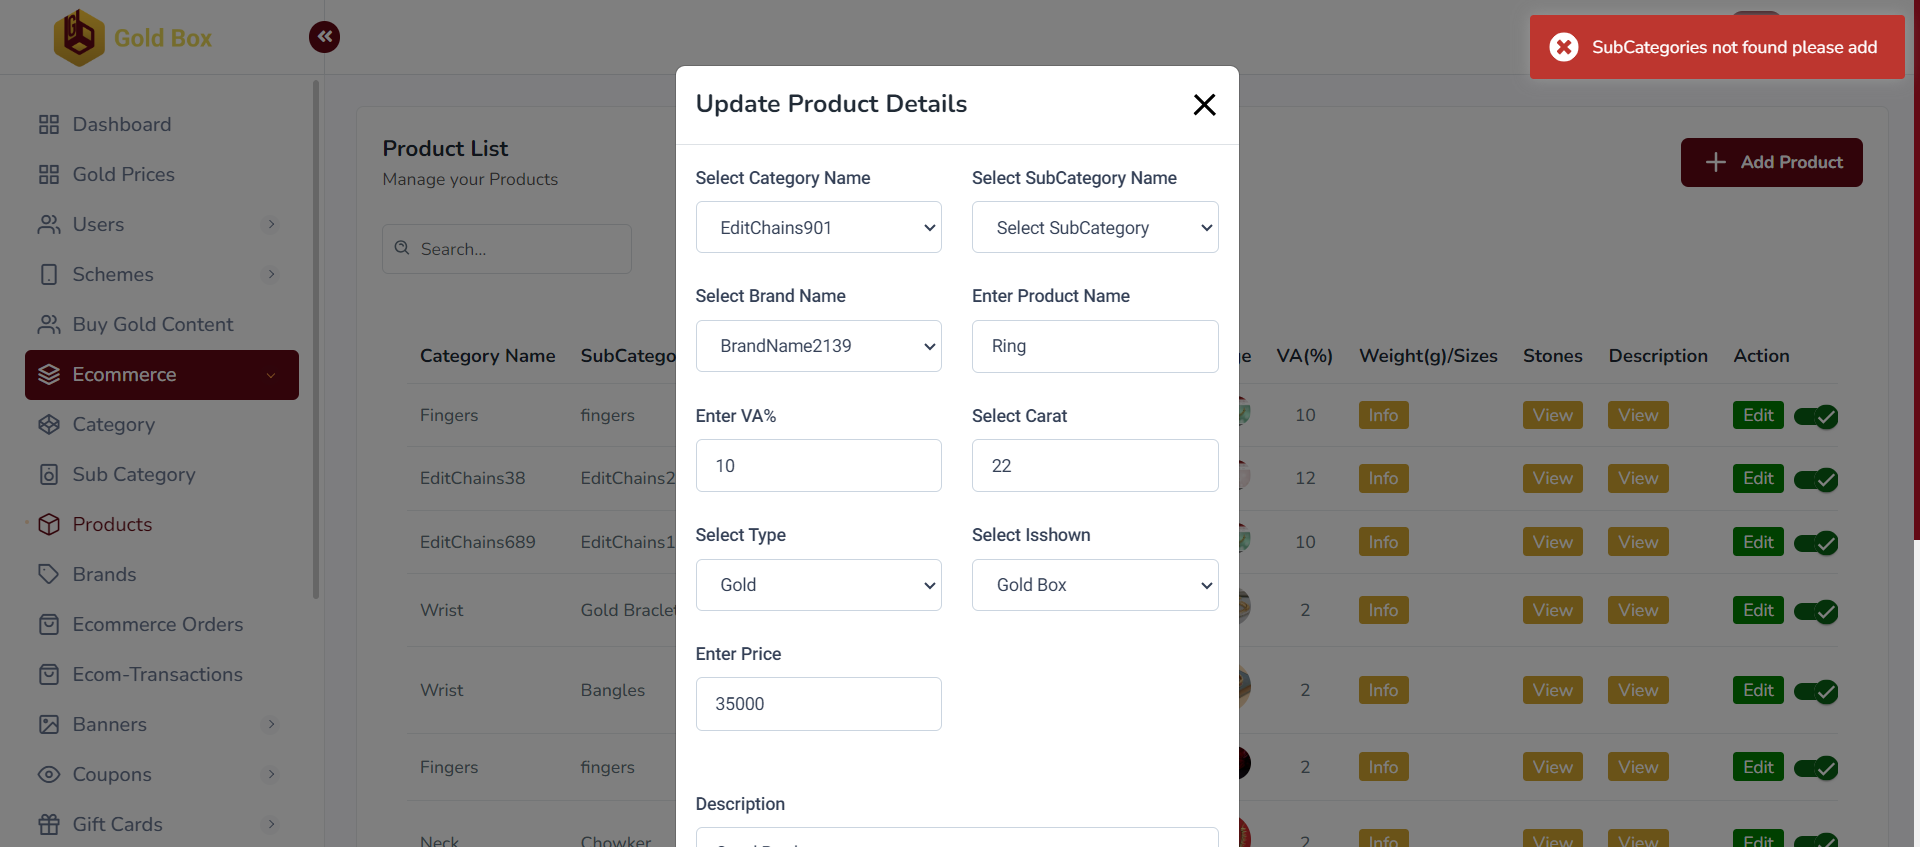 Gold Box
SubCategories not found please add
Dashboard
Gold Prices
Users
Schemes
Buy Gold Content
Ecommerce
Category
Sub Category
Products
Brands
Ecommerce Orders
Ecom-Transactions
Banners
Coupons
Gift Cards
Product List
Manage your Products
Add Product
Search...
Category Name SubCatego VA(%) Weight(g)/Sizes Stones Description Action
Fingers fingers 10 Info View View Edit
EditChains38 EditChains2 12 Info View View Edit
EditChains689 EditChains1 10 Info View View Edit
Wrist Gold Braclet 2 Info View View Edit
Wrist Bangles 2 Info View View Edit
Fingers fingers 2 Info View View Edit
Neck Chowker 2 Info View View Edit
Update Product Details
Select Category Name Select SubCategory Name
EditChains901 Select SubCategory
Select Brand Name Enter Product Name
BrandName2139 Ring
Enter VA% Select Carat
10 22
Select Type Select Isshown
Gold Gold Box
Enter Price
35000
Description